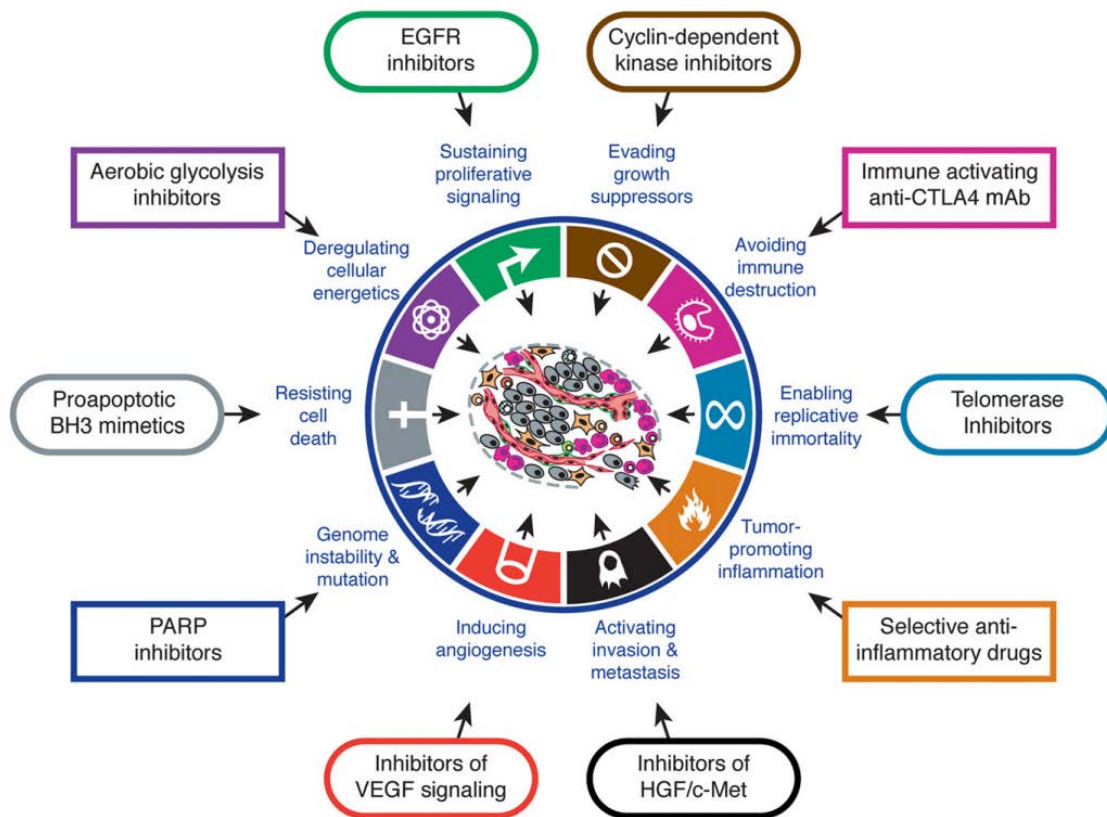 EGFR
inhibitors
Cyclin-dependent
kinase inhibitors
Sustaining
proliferative
signaling
Evading
growth
suppressors
Aerobic glycolysis
inhibitors
Immune activating
anti-CTLA4 mAb
Deregulating
cellular
energetics
Avoiding
immune
destruction
Proapoptotic
BH3 mimetics
Resisting
cell
death
Enabling
replicative
immortality
Telomerase
Inhibitors
Genome
instability &
mutation
Tumor-
promoting
inflammation
PARP
inhibitors
Inducing
angiogenesis
Activating
invasion &
metastasis
Selective anti-
inflammatory drugs
Inhibitors of
VEGF signaling
Inhibitors of
HGF/c-Met